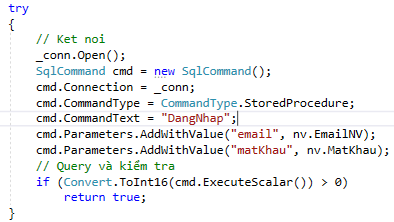 try
{
// Ket noi
_conn.Open();
SqlCommand cmd = new SqlCommand();
cmd.Connection = _conn;
cmd.CommandType = CommandType.StoredProcedure;
cmd.CommandText = "DangNhap";
cmd.Parameters.AddWithValue("email", nv.EmailNV);
cmd.Parameters.AddWithValue("matKhau", nv.MatKhau);
// Query và kiểm tra
if (Convert.ToInt16(cmd.ExecuteScalar()) > 0)
return true;
}